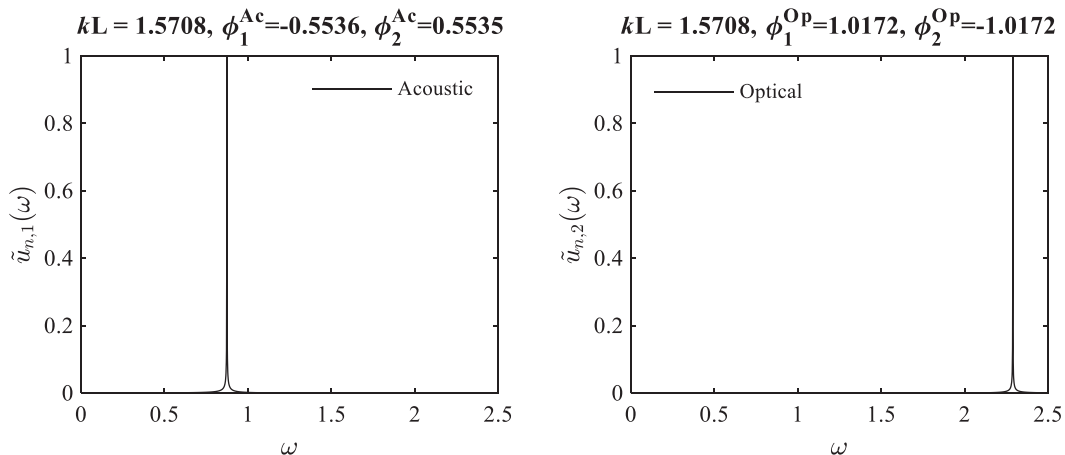 kL = 1.5708, ϕ₁ᴬᶜ=-0.5536, ϕ₂ᴬᶜ=0.5535
Acoustic
1
0.8
0.6
0.4
0.2
0
0 0.5 1 1.5 2 2.5
ũₙ,₁(ω)
ω
kL = 1.5708, ϕ₁ᴼᵖ=1.0172, ϕ₂ᴼᵖ=-1.0172
Optical
1
0.8
0.6
0.4
0.2
0
0 0.5 1 1.5 2 2.5
ũₙ,₂(ω)
ω